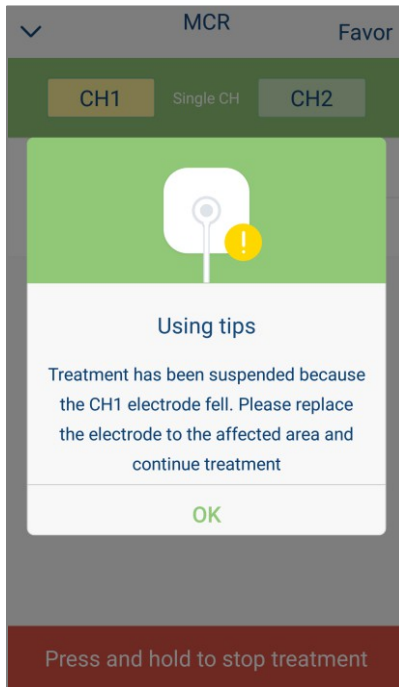 MCR
Favor
CH1
Single CH
CH2
!
Using tips
Treatment has been suspended because
the CH1 electrode fell. Please replace
the electrode to the affected area and
continue treatment
OK
Press and hold to stop treatment